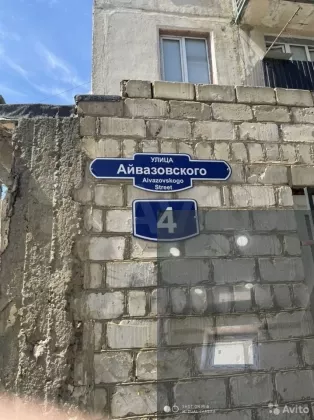 УЛИЦА
Айвазовского
Aivazovskogo
Street
4
Avito